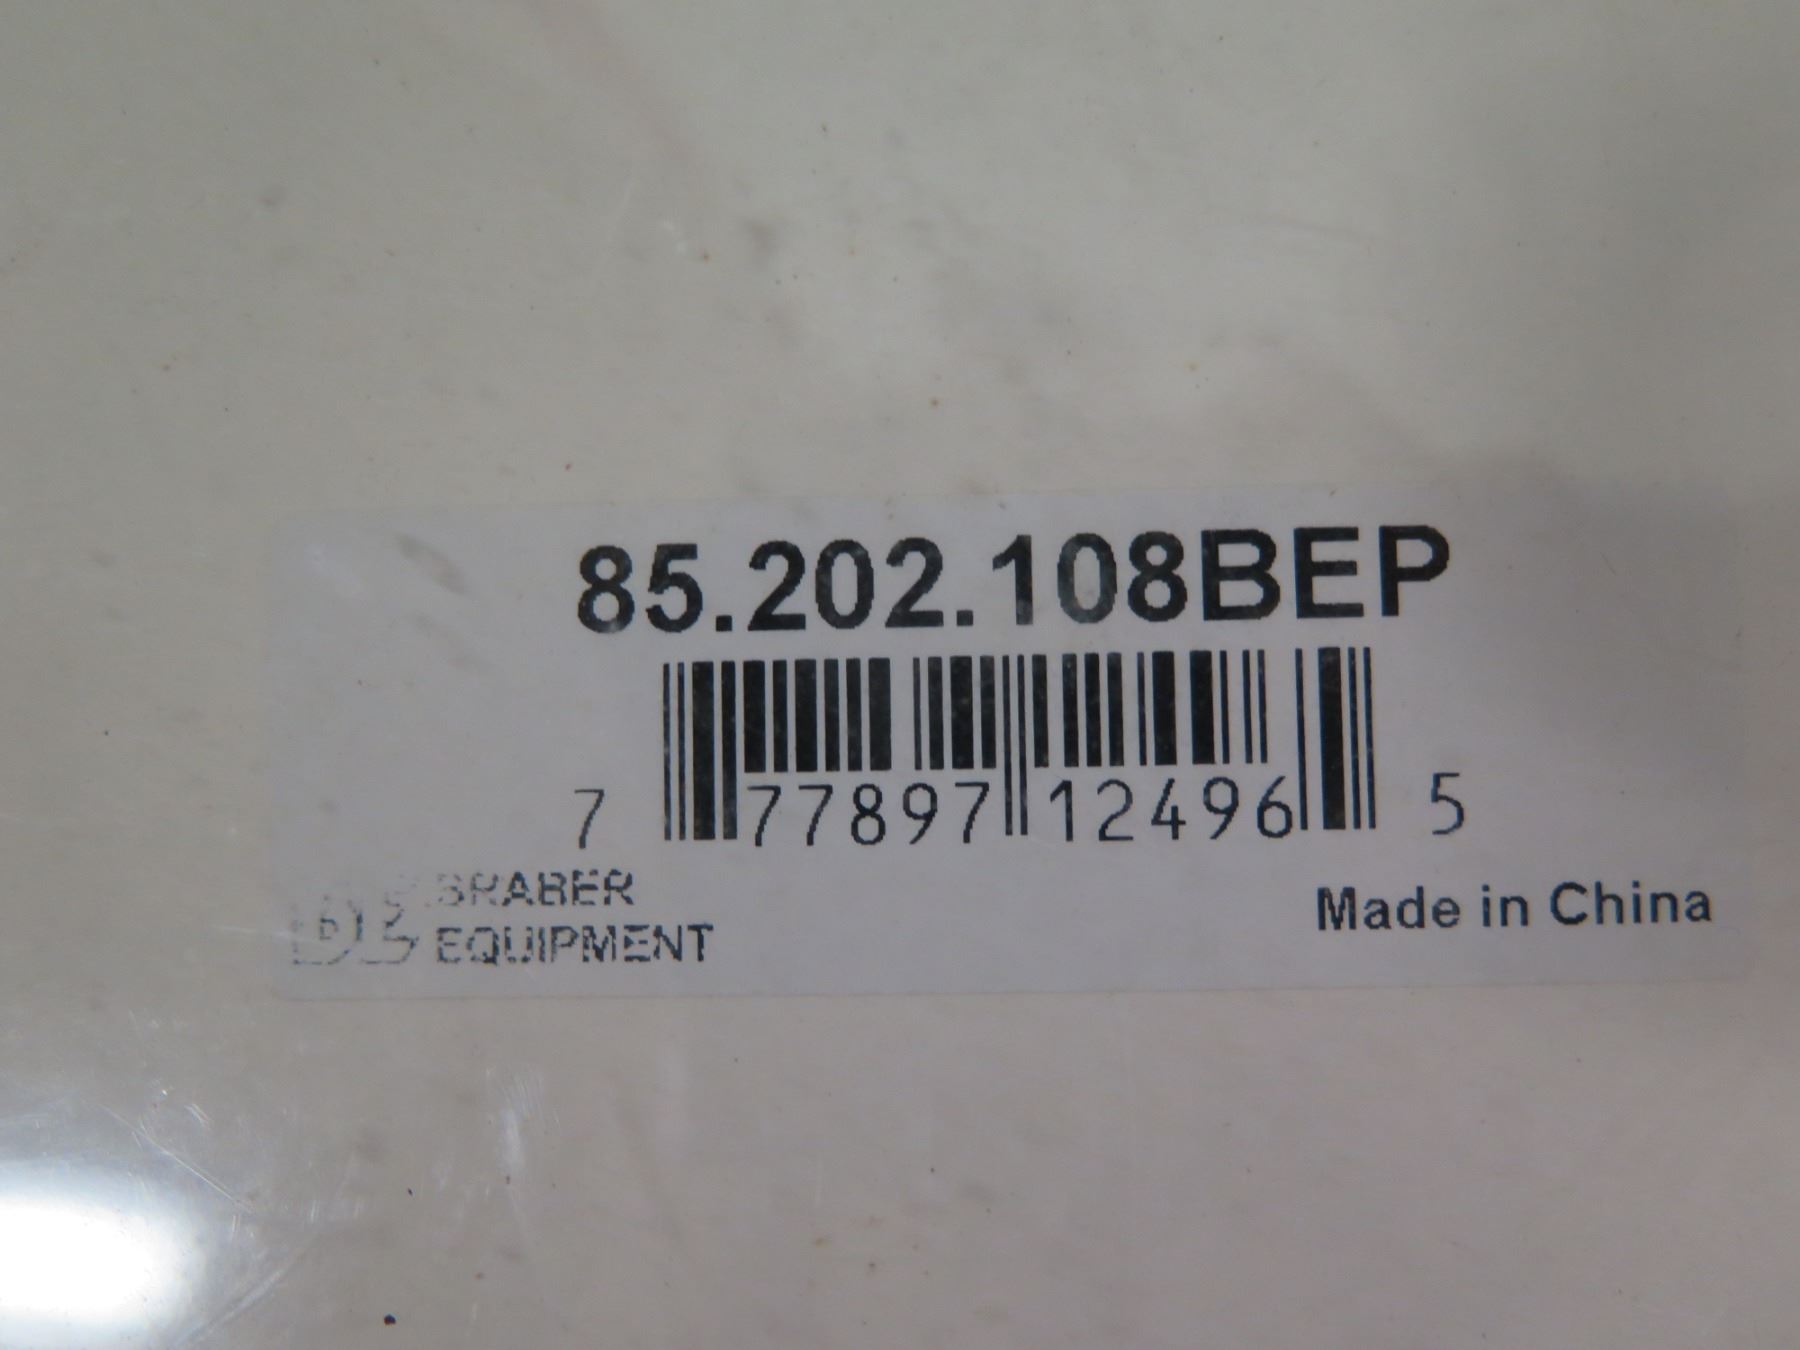 85.202.108BEP
7 77897 12496 5
BRABER
EQUIPMENT
Made in China